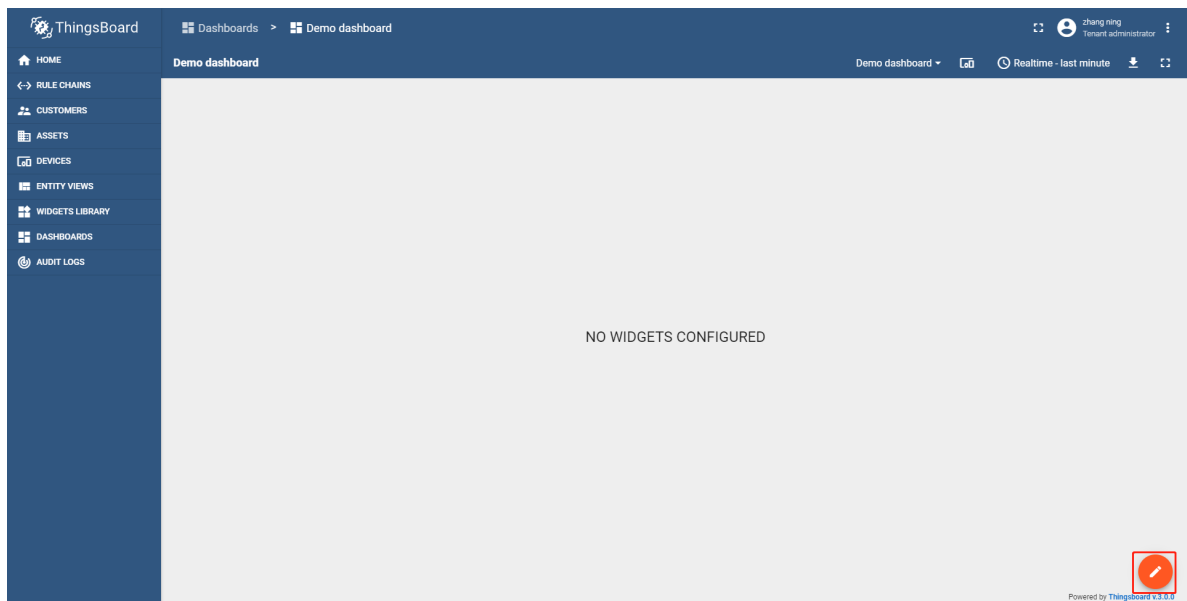 ThingsBoard
Dashboards > Demo dashboard
zhang ning
Tenant administrator
HOME
RULE CHAINS
CUSTOMERS
ASSETS
DEVICES
ENTITY VIEWS
WIDGETS LIBRARY
DASHBOARDS
AUDIT LOGS
Demo dashboard
Demo dashboard
Realtime - last minute
NO WIDGETS CONFIGURED
Powered by Thingsboard v.3.0.0